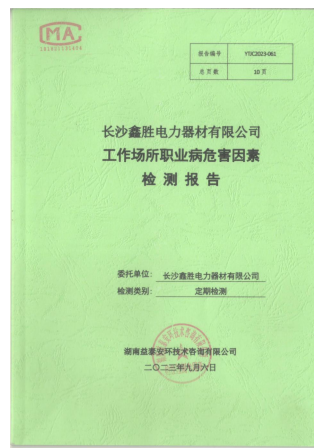 MA
报告编号 YTJC2023-061
总页数 10页
长沙鑫胜电力器材有限公司
工作场所职业病危害因素
检测报告
委托单位: 长沙鑫胜电力器材有限公司
检测类别: 定期检测
湖南益泰安环技术咨询有限公司
二〇二三年九月六日